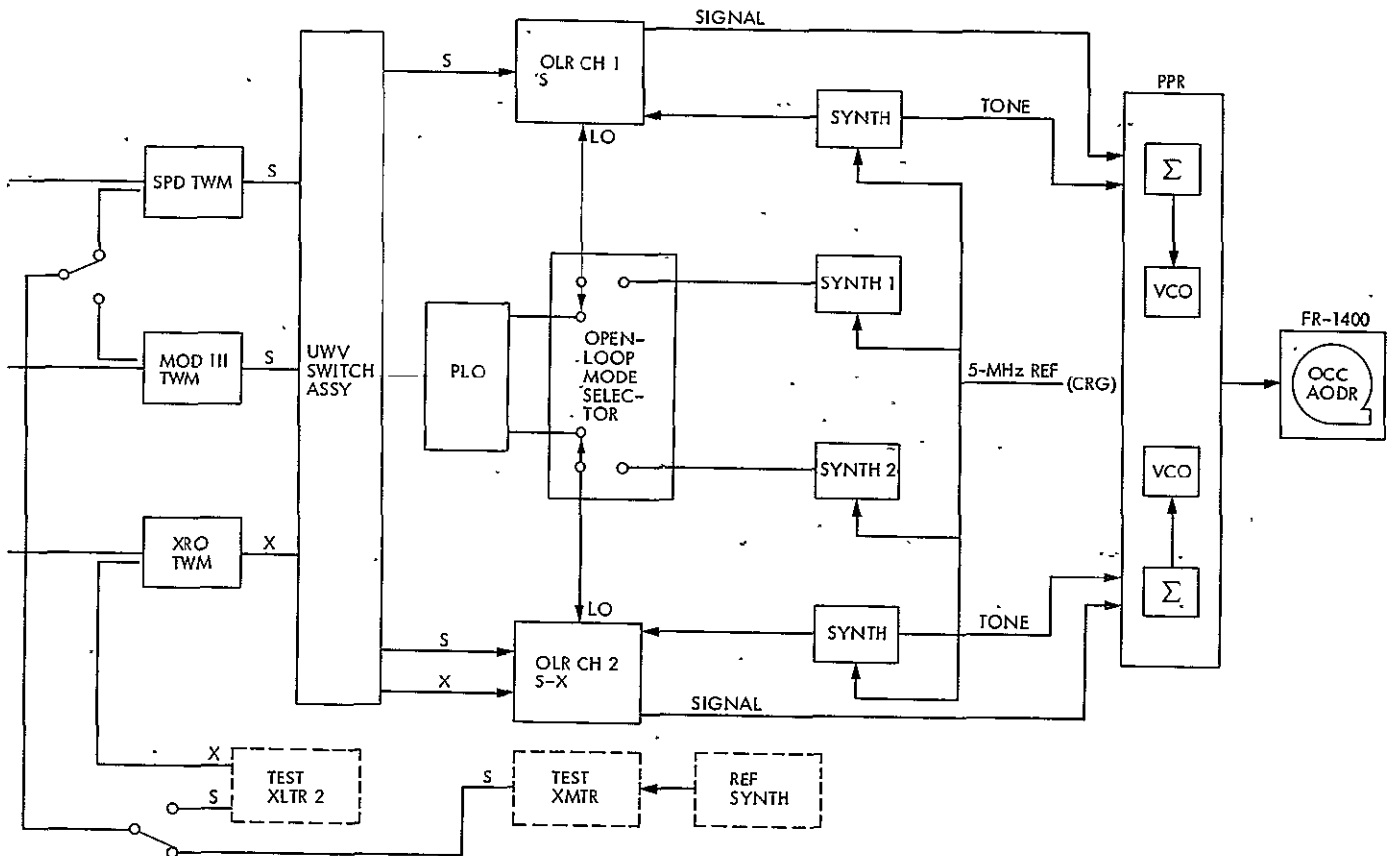 SIGNAL
OLR CH 1
S
S
PPR
SYNTH
TONE
LO
Σ
SPD TWM
S
SYNTH 1
VCO
FR-1400
OPEN-
LOOP
MODE
SELEC-
TOR
MOD III
TWM
S
UWV
SWITCH
ASSY
PLO
5-MHz REF
(CRG)
OCC
AODR
SYNTH 2
VCO
XRO
TWM
X
Σ
LO
SYNTH
TONE
S
OLR CH 2
S-X
X
SIGNAL
X
TEST
XLTR 2
S
S
TEST
XMTR
REF
SYNTH